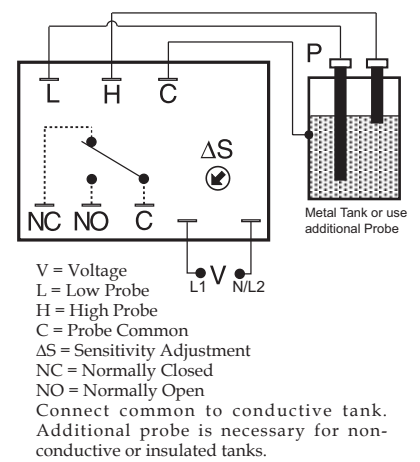 P
L H C
ΔS
NC NO C
Metal Tank or use
additional Probe
L1 V N/L2
V = Voltage
L = Low Probe
H = High Probe
C = Probe Common
ΔS = Sensitivity Adjustment
NC = Normally Closed
NO = Normally Open
Connect common to conductive tank.
Additional probe is necessary for non-
conductive or insulated tanks.